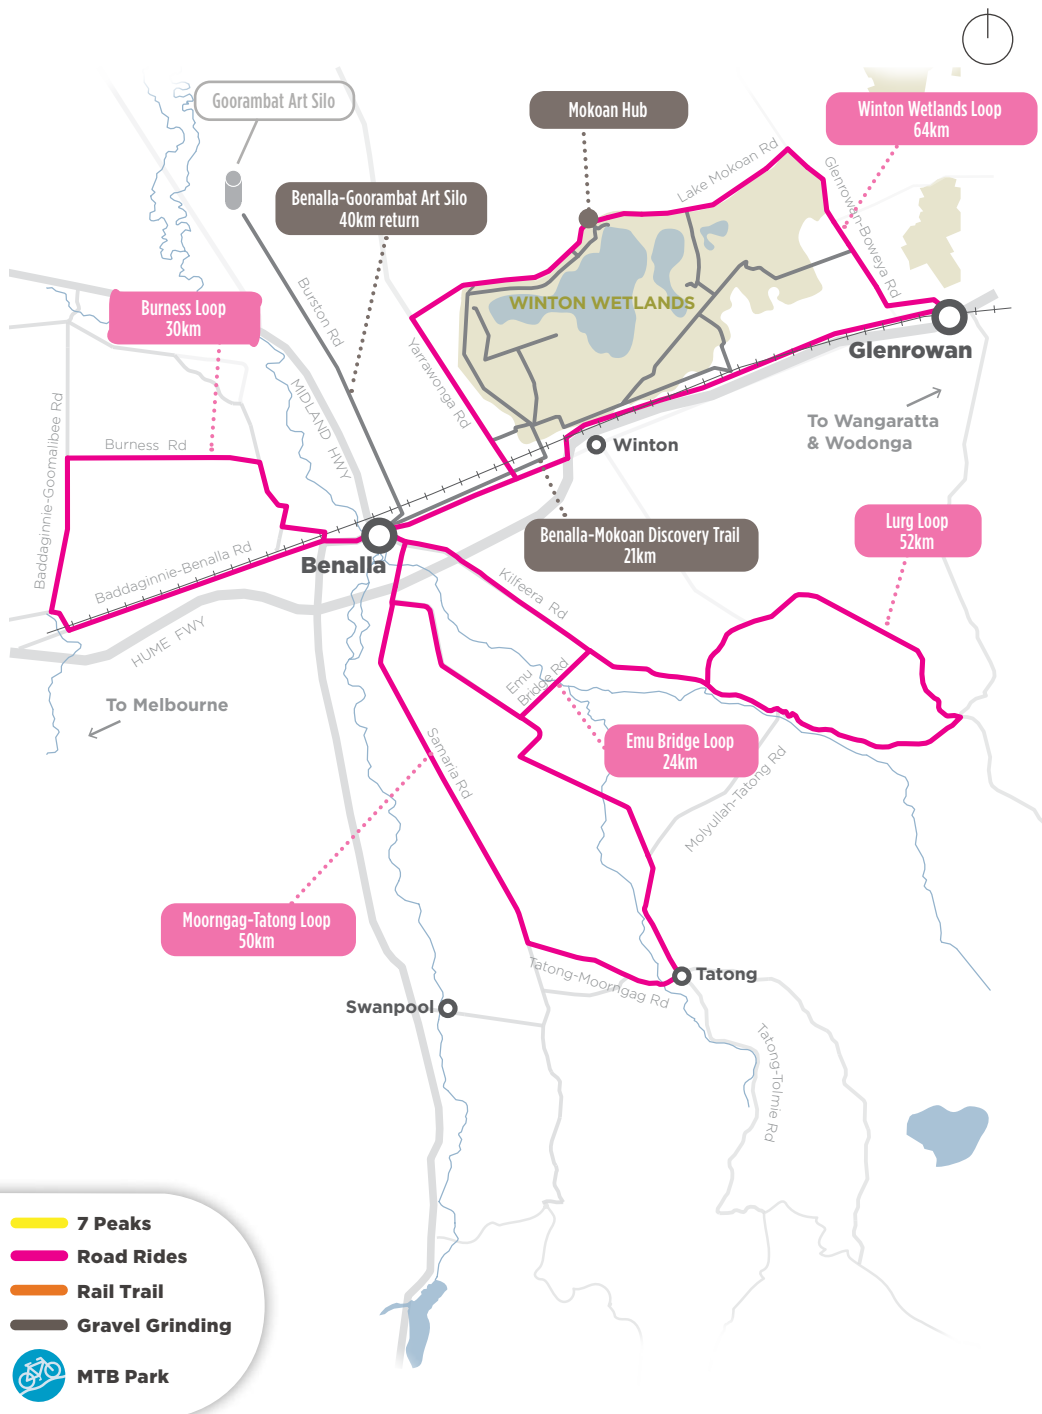 Goorambat Art Silo
Mokoan Hub
Winton Wetlands Loop
64km
Lake Mokoan Rd
Glenrowan-Boweya Rd
Benalla-Goorambat Art Silo
40km return
Burston Rd
Burness Loop
30km
WINTON WETLANDS
Glenrowan
Yarrawonga Rd
MIDLAND HWY
To Wangaratta
& Wodonga
Baddaginnie-Goomalibee Rd
Burness Rd
Winton
Benalla-Mokoan Discovery Trail
21km
Lurg Loop
52km
Baddaginnie-Benalla Rd
Benalla
Kilfeera Rd
HUME FWY
Emu
Bridge Rd
To Melbourne
Samaria Rd
Emu Bridge Loop
24km
Molyullah-Tatong Rd
Moorngag-Tatong Loop
50km
Tatong-Moorngag Rd
Tatong
Swanpool
Tatong-Tolmie Rd
7 Peaks
Road Rides
Rail Trail
Gravel Grinding
MTB Park